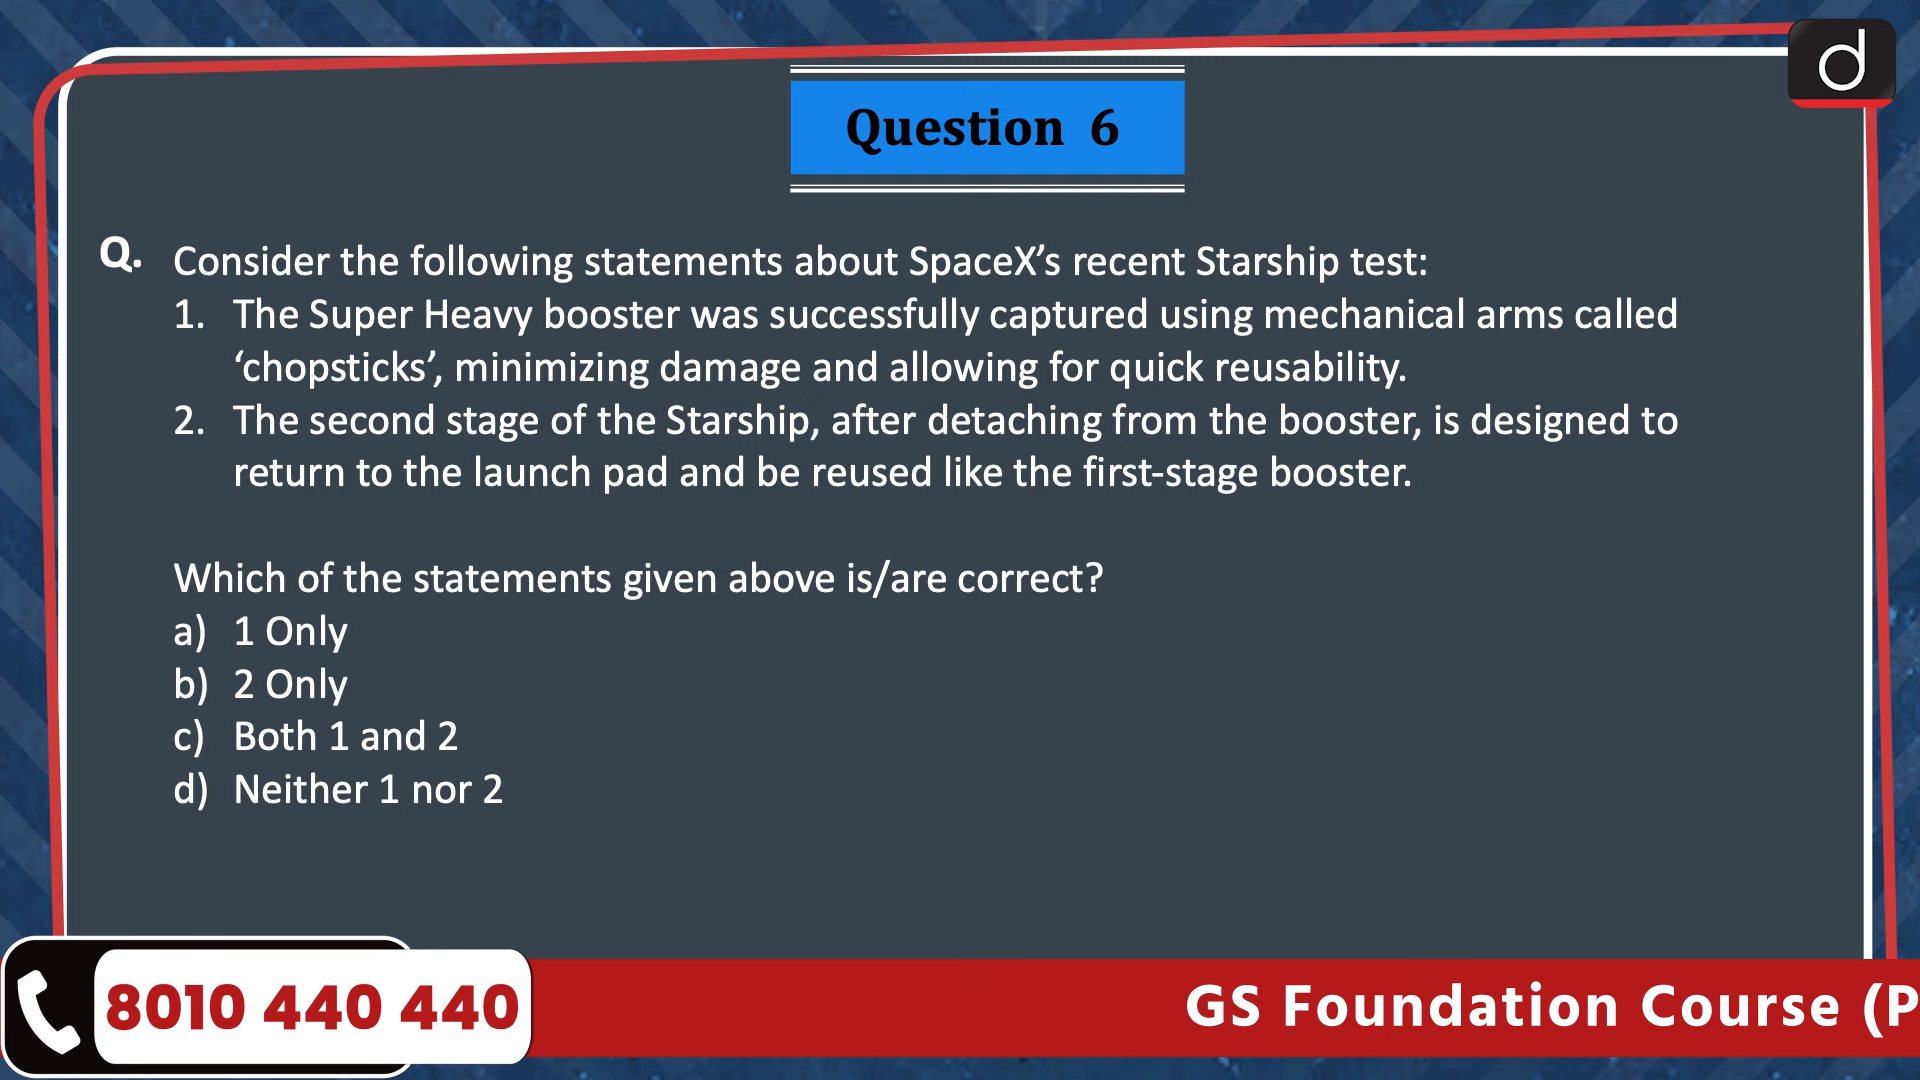 Question 6
Q. Consider the following statements about SpaceX’s recent Starship test:
1. The Super Heavy booster was successfully captured using mechanical arms called
‘chopsticks’, minimizing damage and allowing for quick reusability.
2. The second stage of the Starship, after detaching from the booster, is designed to
return to the launch pad and be reused like the first-stage booster.
Which of the statements given above is/are correct?
a) 1 Only
b) 2 Only
c) Both 1 and 2
d) Neither 1 nor 2
8010 440 440
GS Foundation Course (P